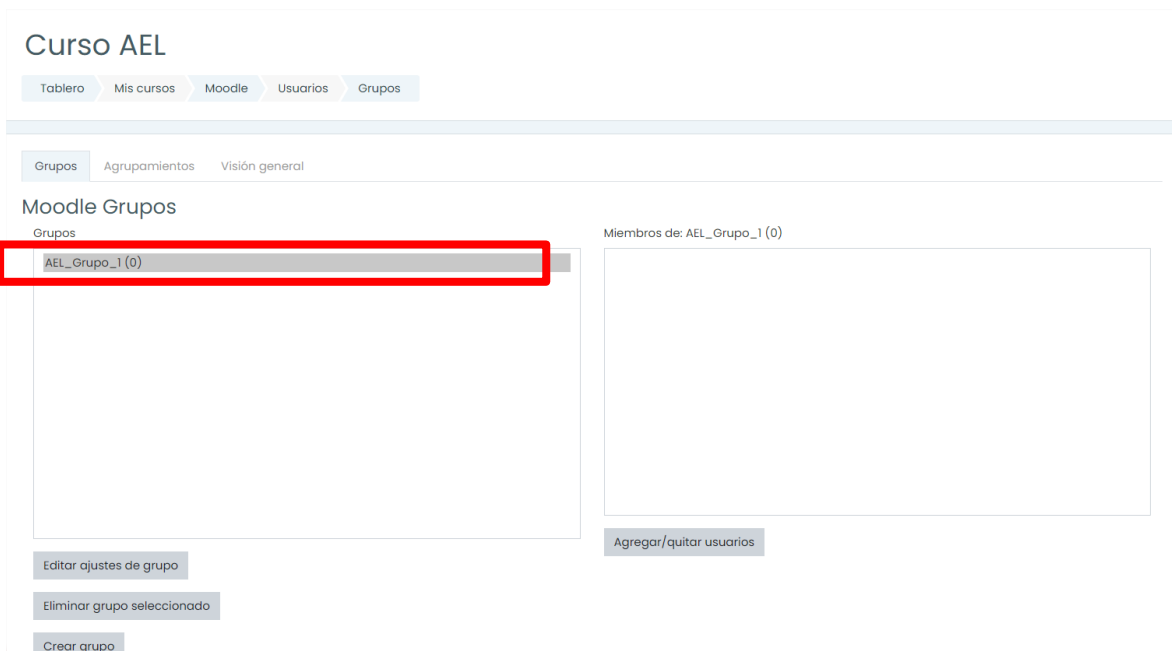 Curso AEL
Tablero Mis cursos Moodle Usuarios Grupos
Grupos Agrupamientos Visión general
Moodle Grupos
Grupos
AEL_Grupo_1 (0)
Miembros de: AEL_Grupo_1 (0)
Agregar/quitar usuarios
Editar ajustes de grupo
Eliminar grupo seleccionado
Crear grupo